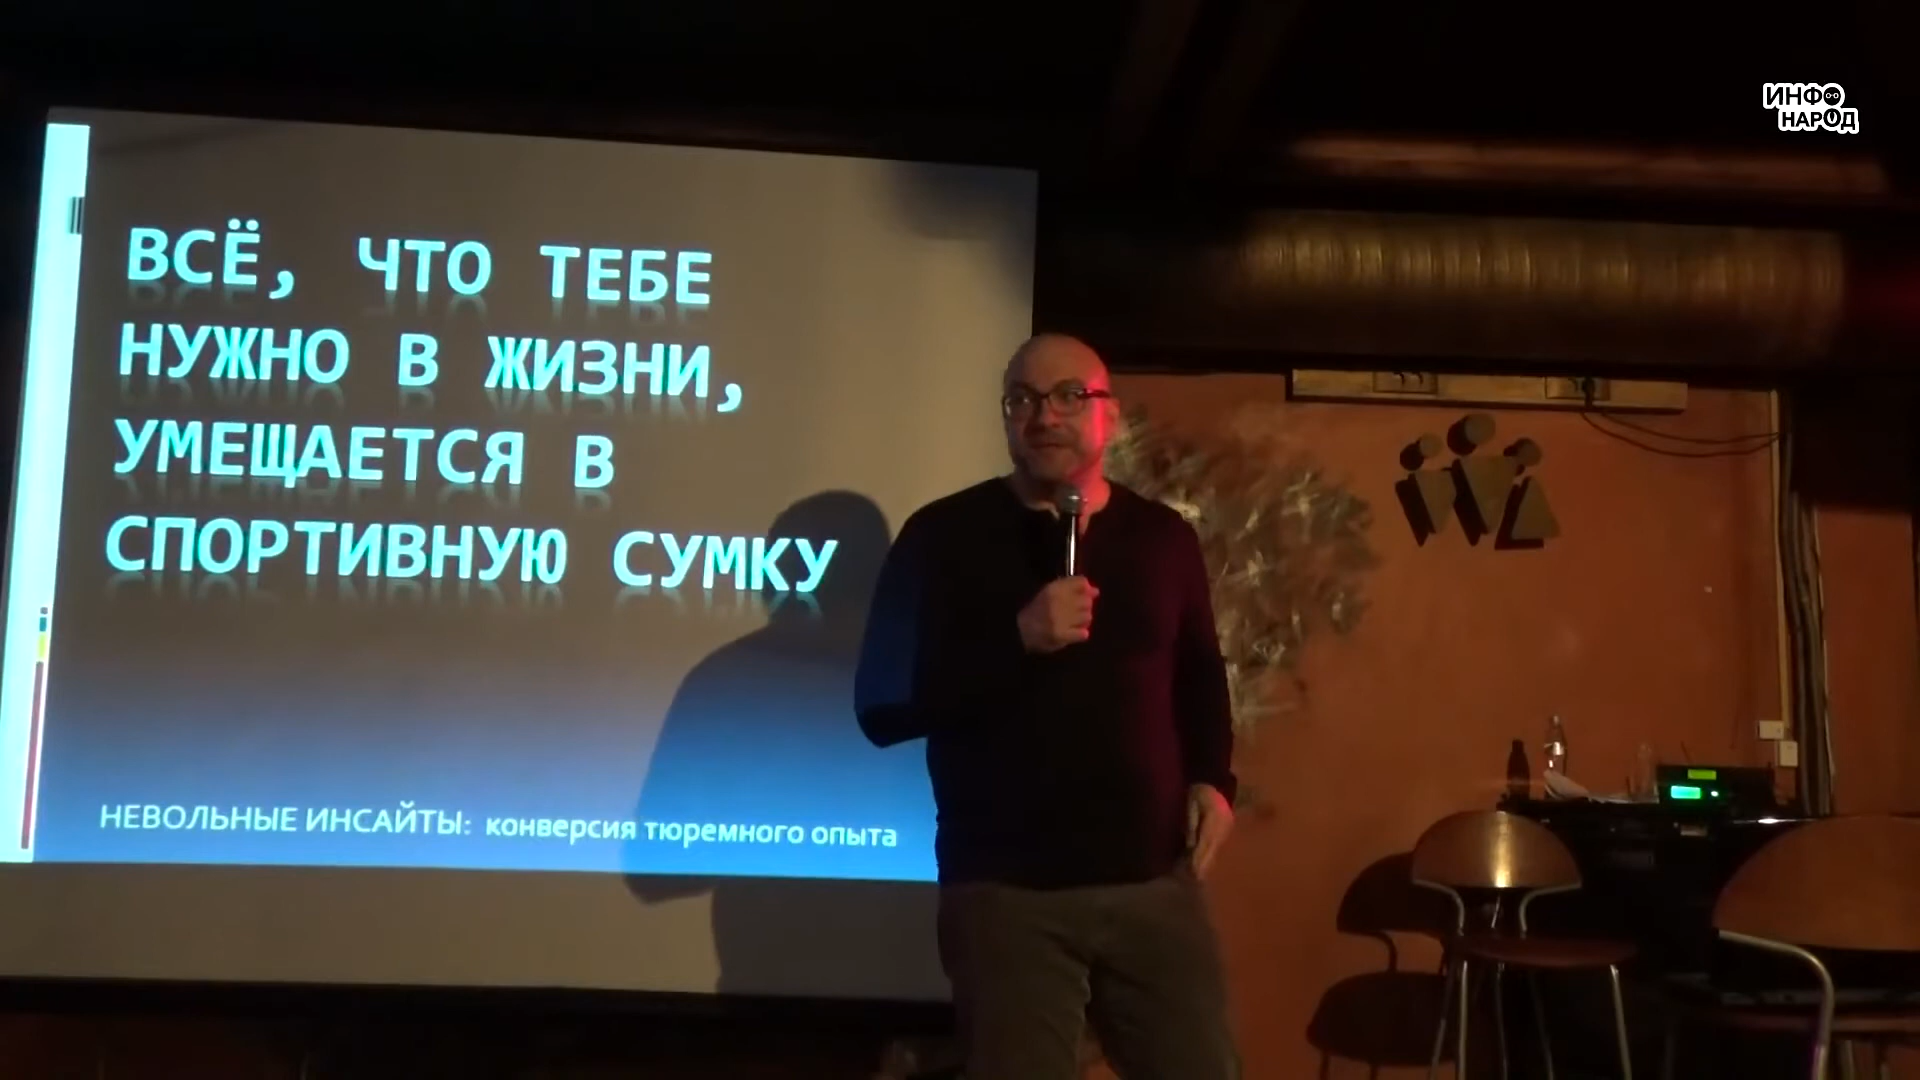 ИНФО
НАРОД
ВСЁ, ЧТО ТЕБЕ
НУЖНО В ЖИЗНИ,
УМЕЩАЕТСЯ В
СПОРТИВНУЮ СУМКУ
НЕВОЛЬНЫЕ ИНСАЙТЫ: конверсия тюремного опыта